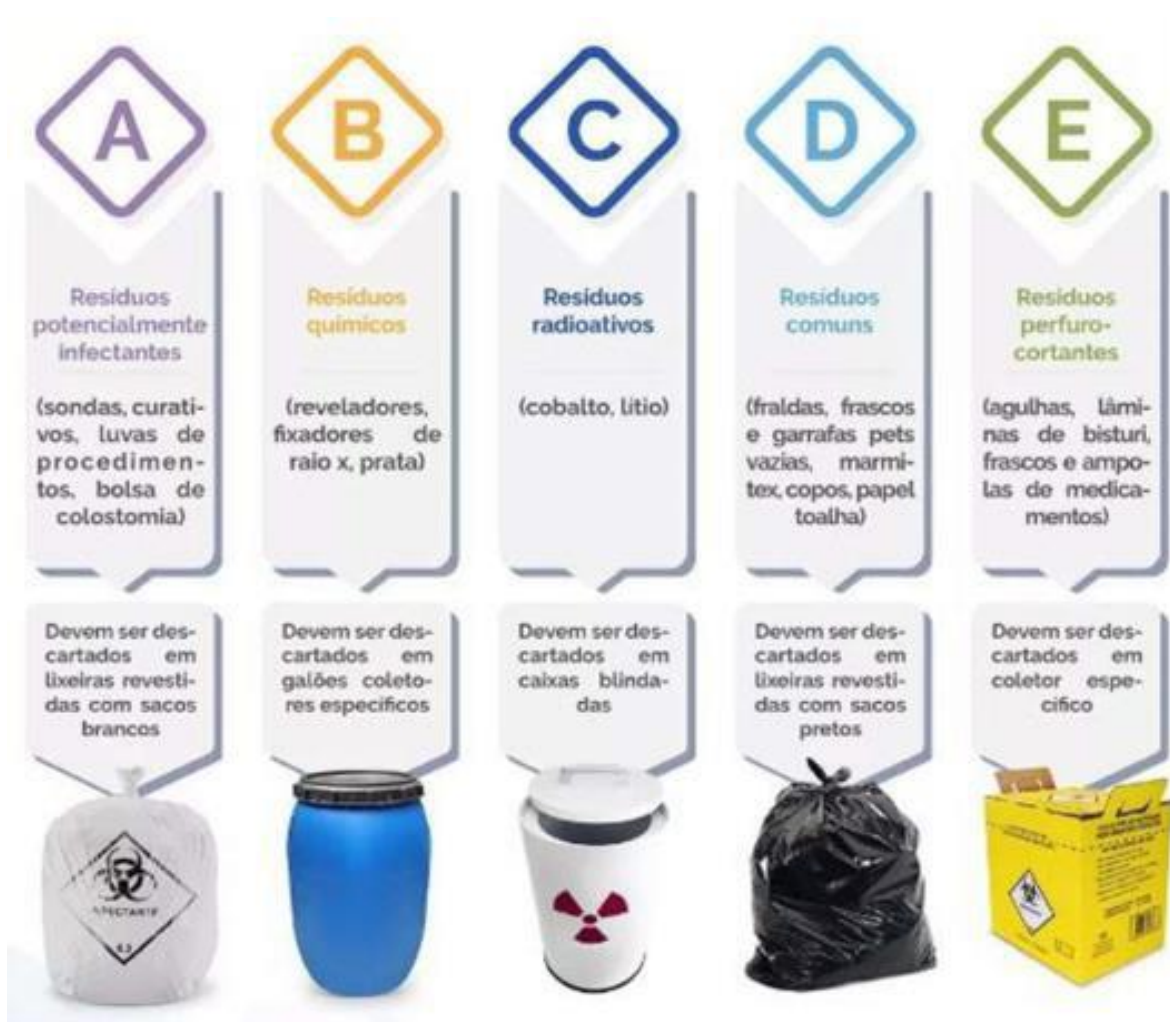 A
Resíduos
potencialmente
infectantes
(sondas, curati-
vos, luvas de
procedimen-
tos, bolsa de
colostomia)
Devem ser des-
cartados em
lixeiras revesti-
das com sacos
brancos
INFECTANTE
B
Resíduos
químicos
(reveladores,
fixadores de
raio x, prata)
Devem ser des-
cartados em
galões coleto-
res específicos
C
Resíduos
radioativos
(cobalto, lítio)
Devem ser des-
cartados em
caixas blinda-
das
D
Resíduos
comuns
(fraldas, frascos
e garrafas pets
vazias, marmi-
tex, copos, papel
toalha)
Devem ser des-
cartados em
lixeiras revesti-
das com sacos
pretos
E
Resíduos
perfuro-
cortantes
(agulhas, lâmi-
nas de bisturi,
frascos e ampo-
las de medica-
mentos)
Devem ser des-
cartados em
coletor espe-
cífico